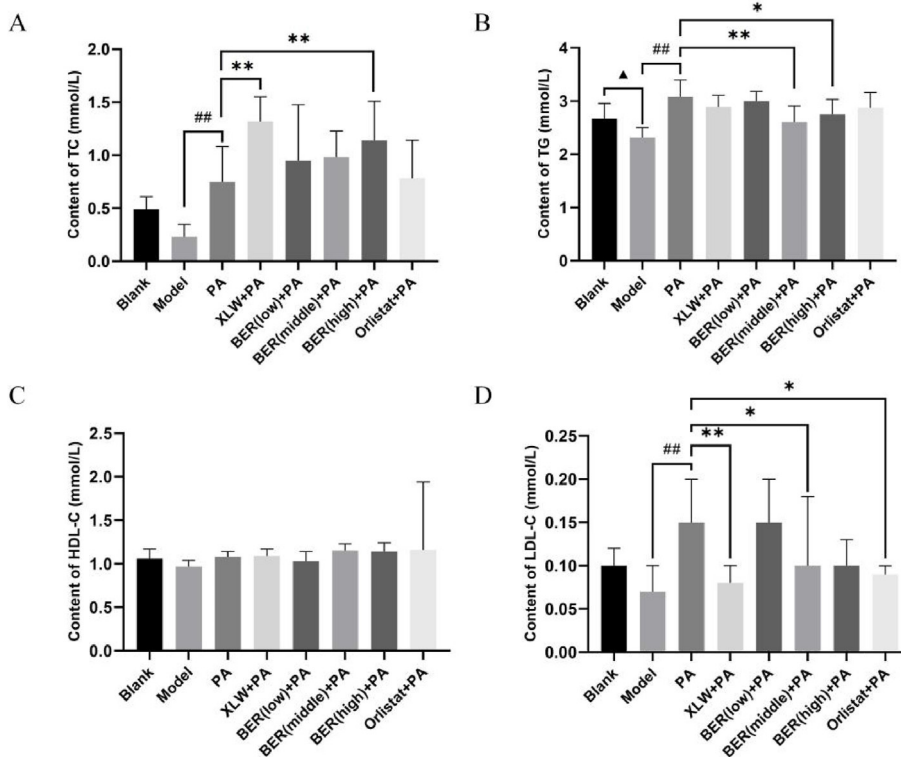 A
Content of TC (mmol/L)
2.0
1.5
1.0
0.5
0.0
##
**
**
Blank
Model
PA
XLW+PA
BER(low)+PA
BER(middle)+PA
BER(high)+PA
Orlistat+PA
B
Content of TG (mmol/L)
4
3
2
1
0
▲
##
**
*
Blank
Model
PA
XLW+PA
BER(low)+PA
BER(middle)+PA
BER(high)+PA
Orlistat+PA
C
Content of HDL-C (mmol/L)
2.5
2.0
1.5
1.0
0.5
0.0
Blank
Model
PA
XLW+PA
BER(low)+PA
BER(middle)+PA
BER(high)+PA
Orlistat+PA
D
Content of LDL-C (mmol/L)
0.25
0.20
0.15
0.10
0.05
0.00
##
**
*
*
Blank
Model
PA
XLW+PA
BER(low)+PA
BER(middle)+PA
BER(high)+PA
Orlistat+PA